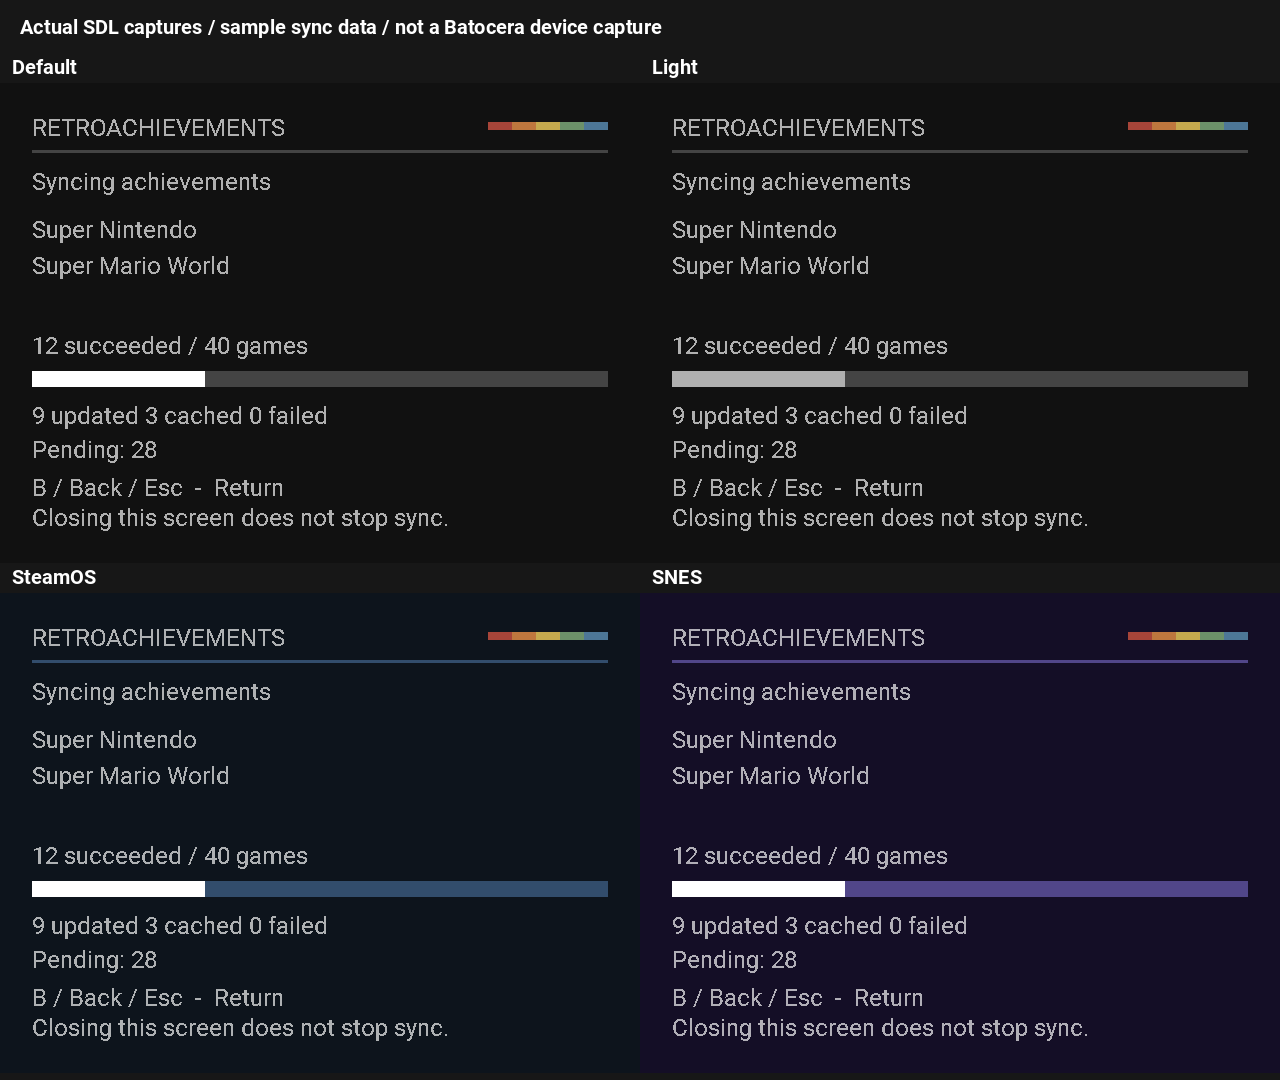 Actual SDL captures / sample sync data / not a Batocera device capture
Default
RETROACHIEVEMENTS
Syncing achievements
Super Nintendo
Super Mario World
12 succeeded / 40 games
9 updated 3 cached 0 failed
Pending: 28
B / Back / Esc - Return
Closing this screen does not stop sync.
Light
RETROACHIEVEMENTS
Syncing achievements
Super Nintendo
Super Mario World
12 succeeded / 40 games
9 updated 3 cached 0 failed
Pending: 28
B / Back / Esc - Return
Closing this screen does not stop sync.
SteamOS
RETROACHIEVEMENTS
Syncing achievements
Super Nintendo
Super Mario World
12 succeeded / 40 games
9 updated 3 cached 0 failed
Pending: 28
B / Back / Esc - Return
Closing this screen does not stop sync.
SNES
RETROACHIEVEMENTS
Syncing achievements
Super Nintendo
Super Mario World
12 succeeded / 40 games
9 updated 3 cached 0 failed
Pending: 28
B / Back / Esc - Return
Closing this screen does not stop sync.